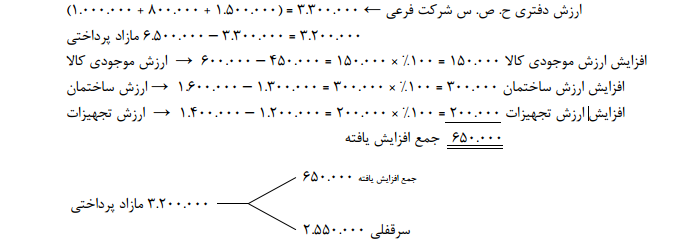 ارزش دفتری ح. ص. س شرکت فرعی ← ۳.۳۰۰.۰۰۰ = (۱.۵۰۰.۰۰۰ + ۸۰۰.۰۰۰ + ۱.۰۰۰.۰۰۰)
۶.۵۰۰.۰۰۰ – ۳.۳۰۰.۰۰۰ = ۳.۲۰۰.۰۰۰ مازاد پرداختی
ارزش موجودی کالا → ۶۰۰.۰۰۰ – ۴۵۰.۰۰۰ = ۱۵۰.۰۰۰ × ٪۱۰۰ = ۱۵۰.۰۰۰ افزایش ارزش موجودی کالا
ارزش ساختمان → ۱.۶۰۰.۰۰۰ – ۱.۳۰۰.۰۰۰ = ۳۰۰.۰۰۰ × ٪۱۰۰ = ۳۰۰.۰۰۰ افزایش ارزش ساختمان
ارزش تجهیزات → ۱.۴۰۰.۰۰۰ – ۱.۲۰۰.۰۰۰ = ۲۰۰.۰۰۰ × ٪۱۰۰ = ۲۰۰.۰۰۰ افزایش ارزش تجهیزات
۶۵۰.۰۰۰ جمع افزایش یافته
۶۵۰.۰۰۰ جمع افزایش یافته
۳.۲۰۰.۰۰۰ مازاد پرداختی
۲.۵۵۰.۰۰۰ سرقفلی